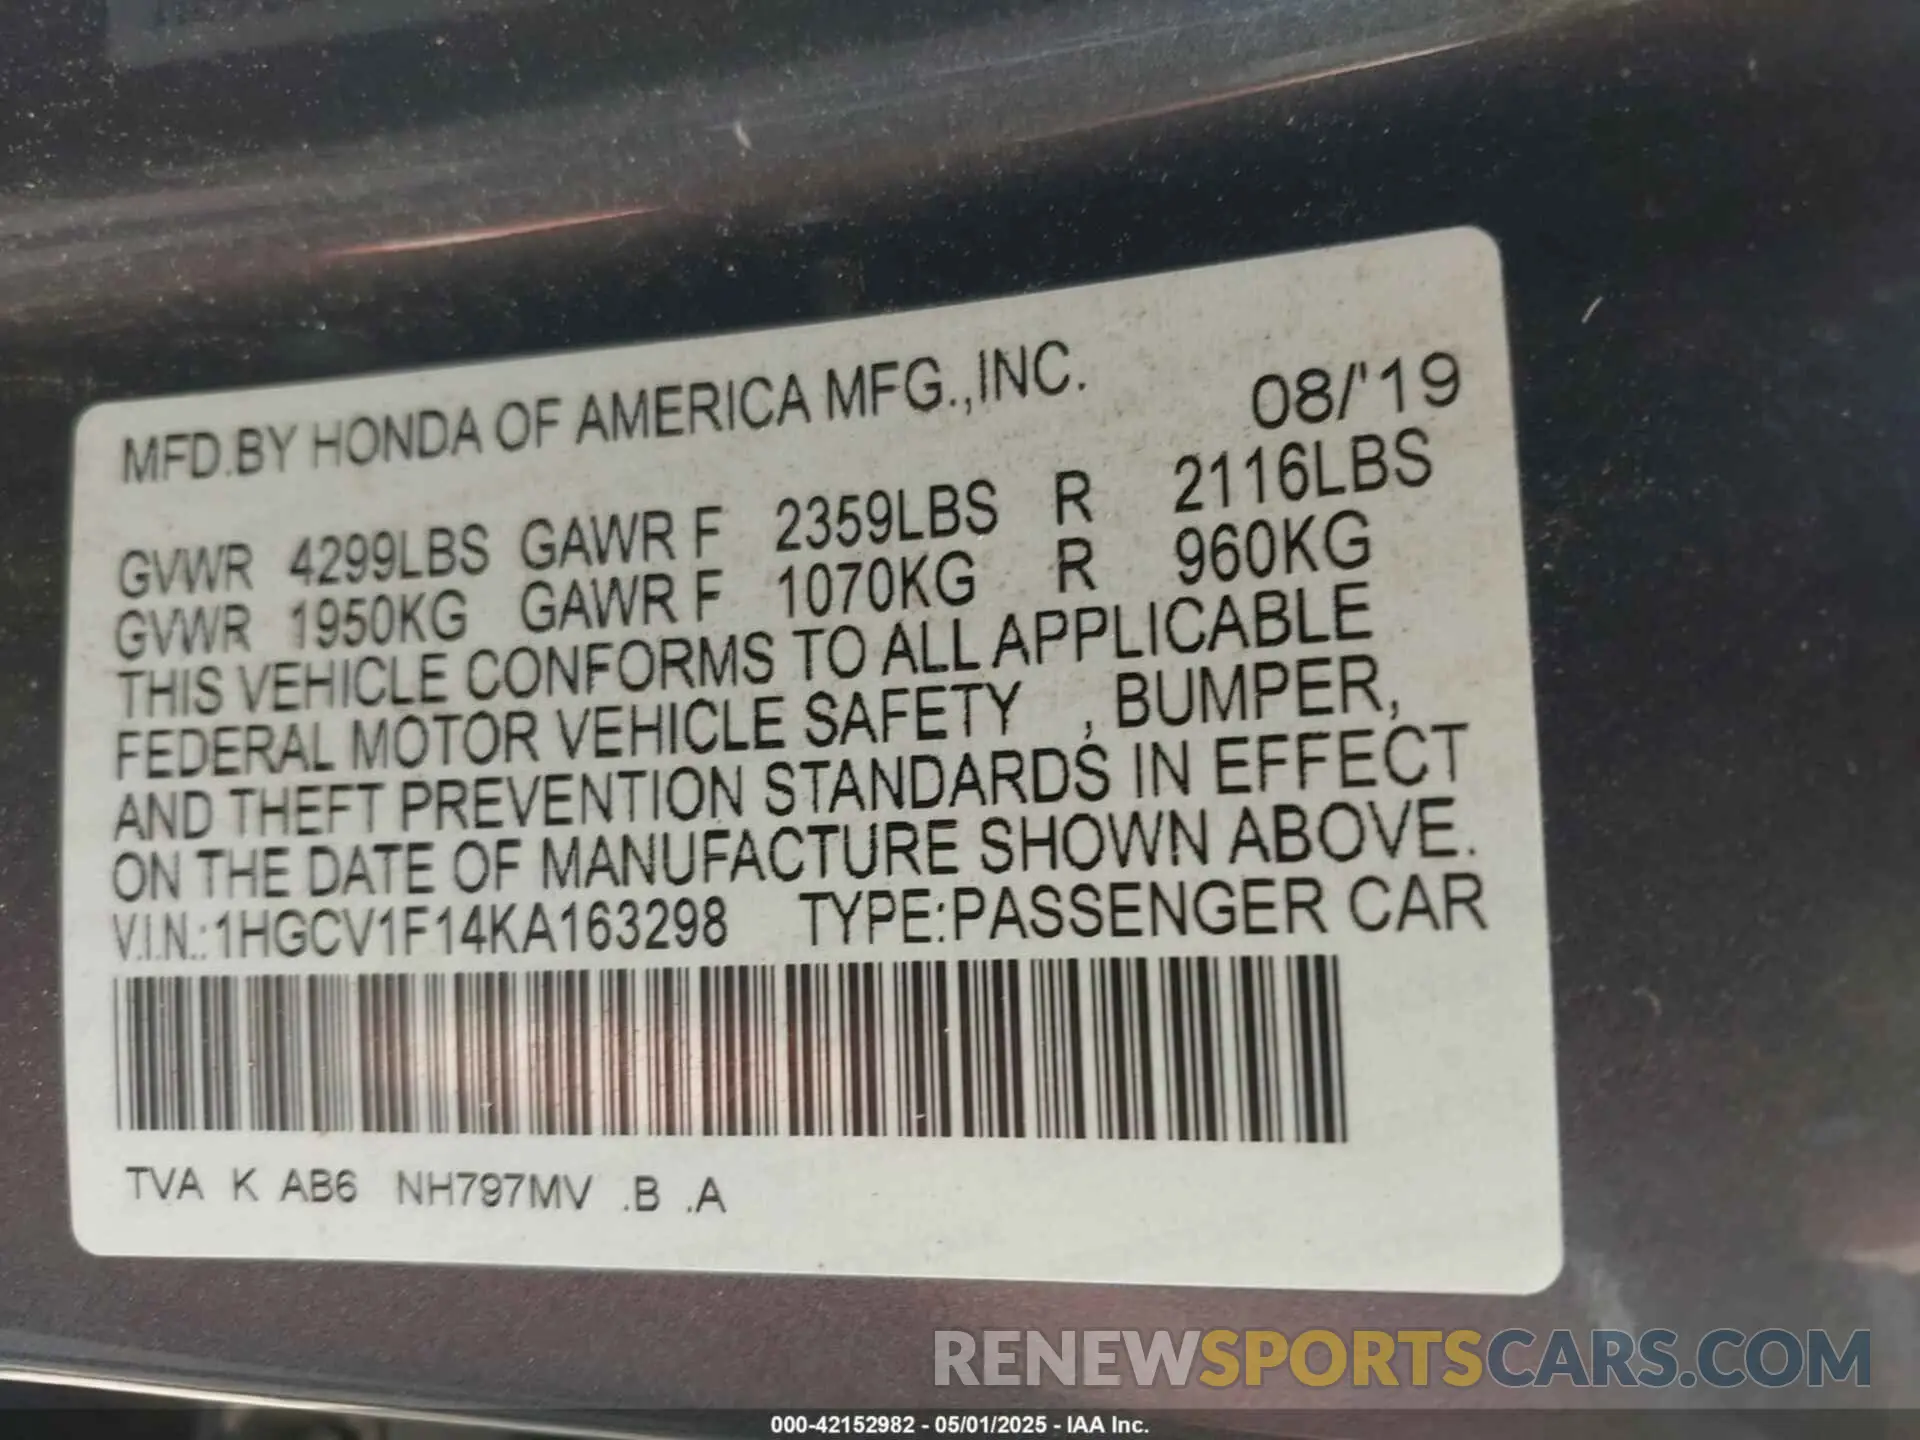 MFD.BY HONDA OF AMERICA MFG.,INC. 08/'19
GVWR 4299LBS GAWR F 2359LBS R 2116LBS
GVWR 1950KG GAWR F 1070KG R 960KG
THIS VEHICLE CONFORMS TO ALL APPLICABLE
FEDERAL MOTOR VEHICLE SAFETY , BUMPER,
AND THEFT PREVENTION STANDARDS IN EFFECT
ON THE DATE OF MANUFACTURE SHOWN ABOVE.
V.I.N.:1HGCV1F14KA163298 TYPE:PASSENGER CAR
TVA K AB6 NH797MV .B .A
RENEWSPORTSCARS.COM
000-42152982 - 05/01/2025 - IAA Inc.